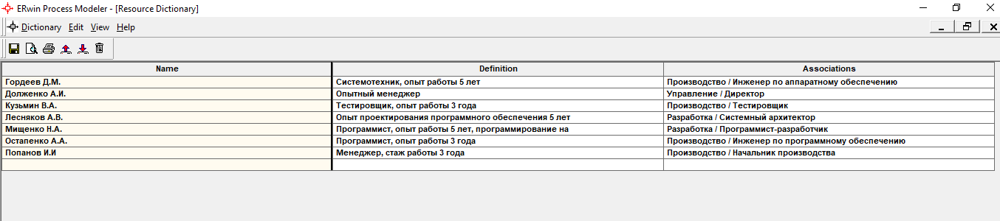 ERwin Process Modeler - [Resource Dictionary]
Dictionary Edit View Help
Name Definition Associations
Гордеев Д.М. Системотехник, опыт работы 5 лет Производство / Инженер по аппаратному обеспечению
Долженко А.И. Опытный менеджер Управление / Директор
Кузьмин В.А. Тестировщик, опыт работы 3 года Производство / Тестировщик
Лесняков А.В. Опыт проектирования программного обеспечения 5 лет Разработка / Системный архитектор
Мищенко Н.А. Программист, опыт работы 5 лет, программирование на Разработка / Программист-разработчик
Остапенко А.А. Программист, опыт работы 3 года Производство / Инженер по программному обеспечению
Попанов И.И Менеджер, стаж работы 3 года Производство / Начальник производства